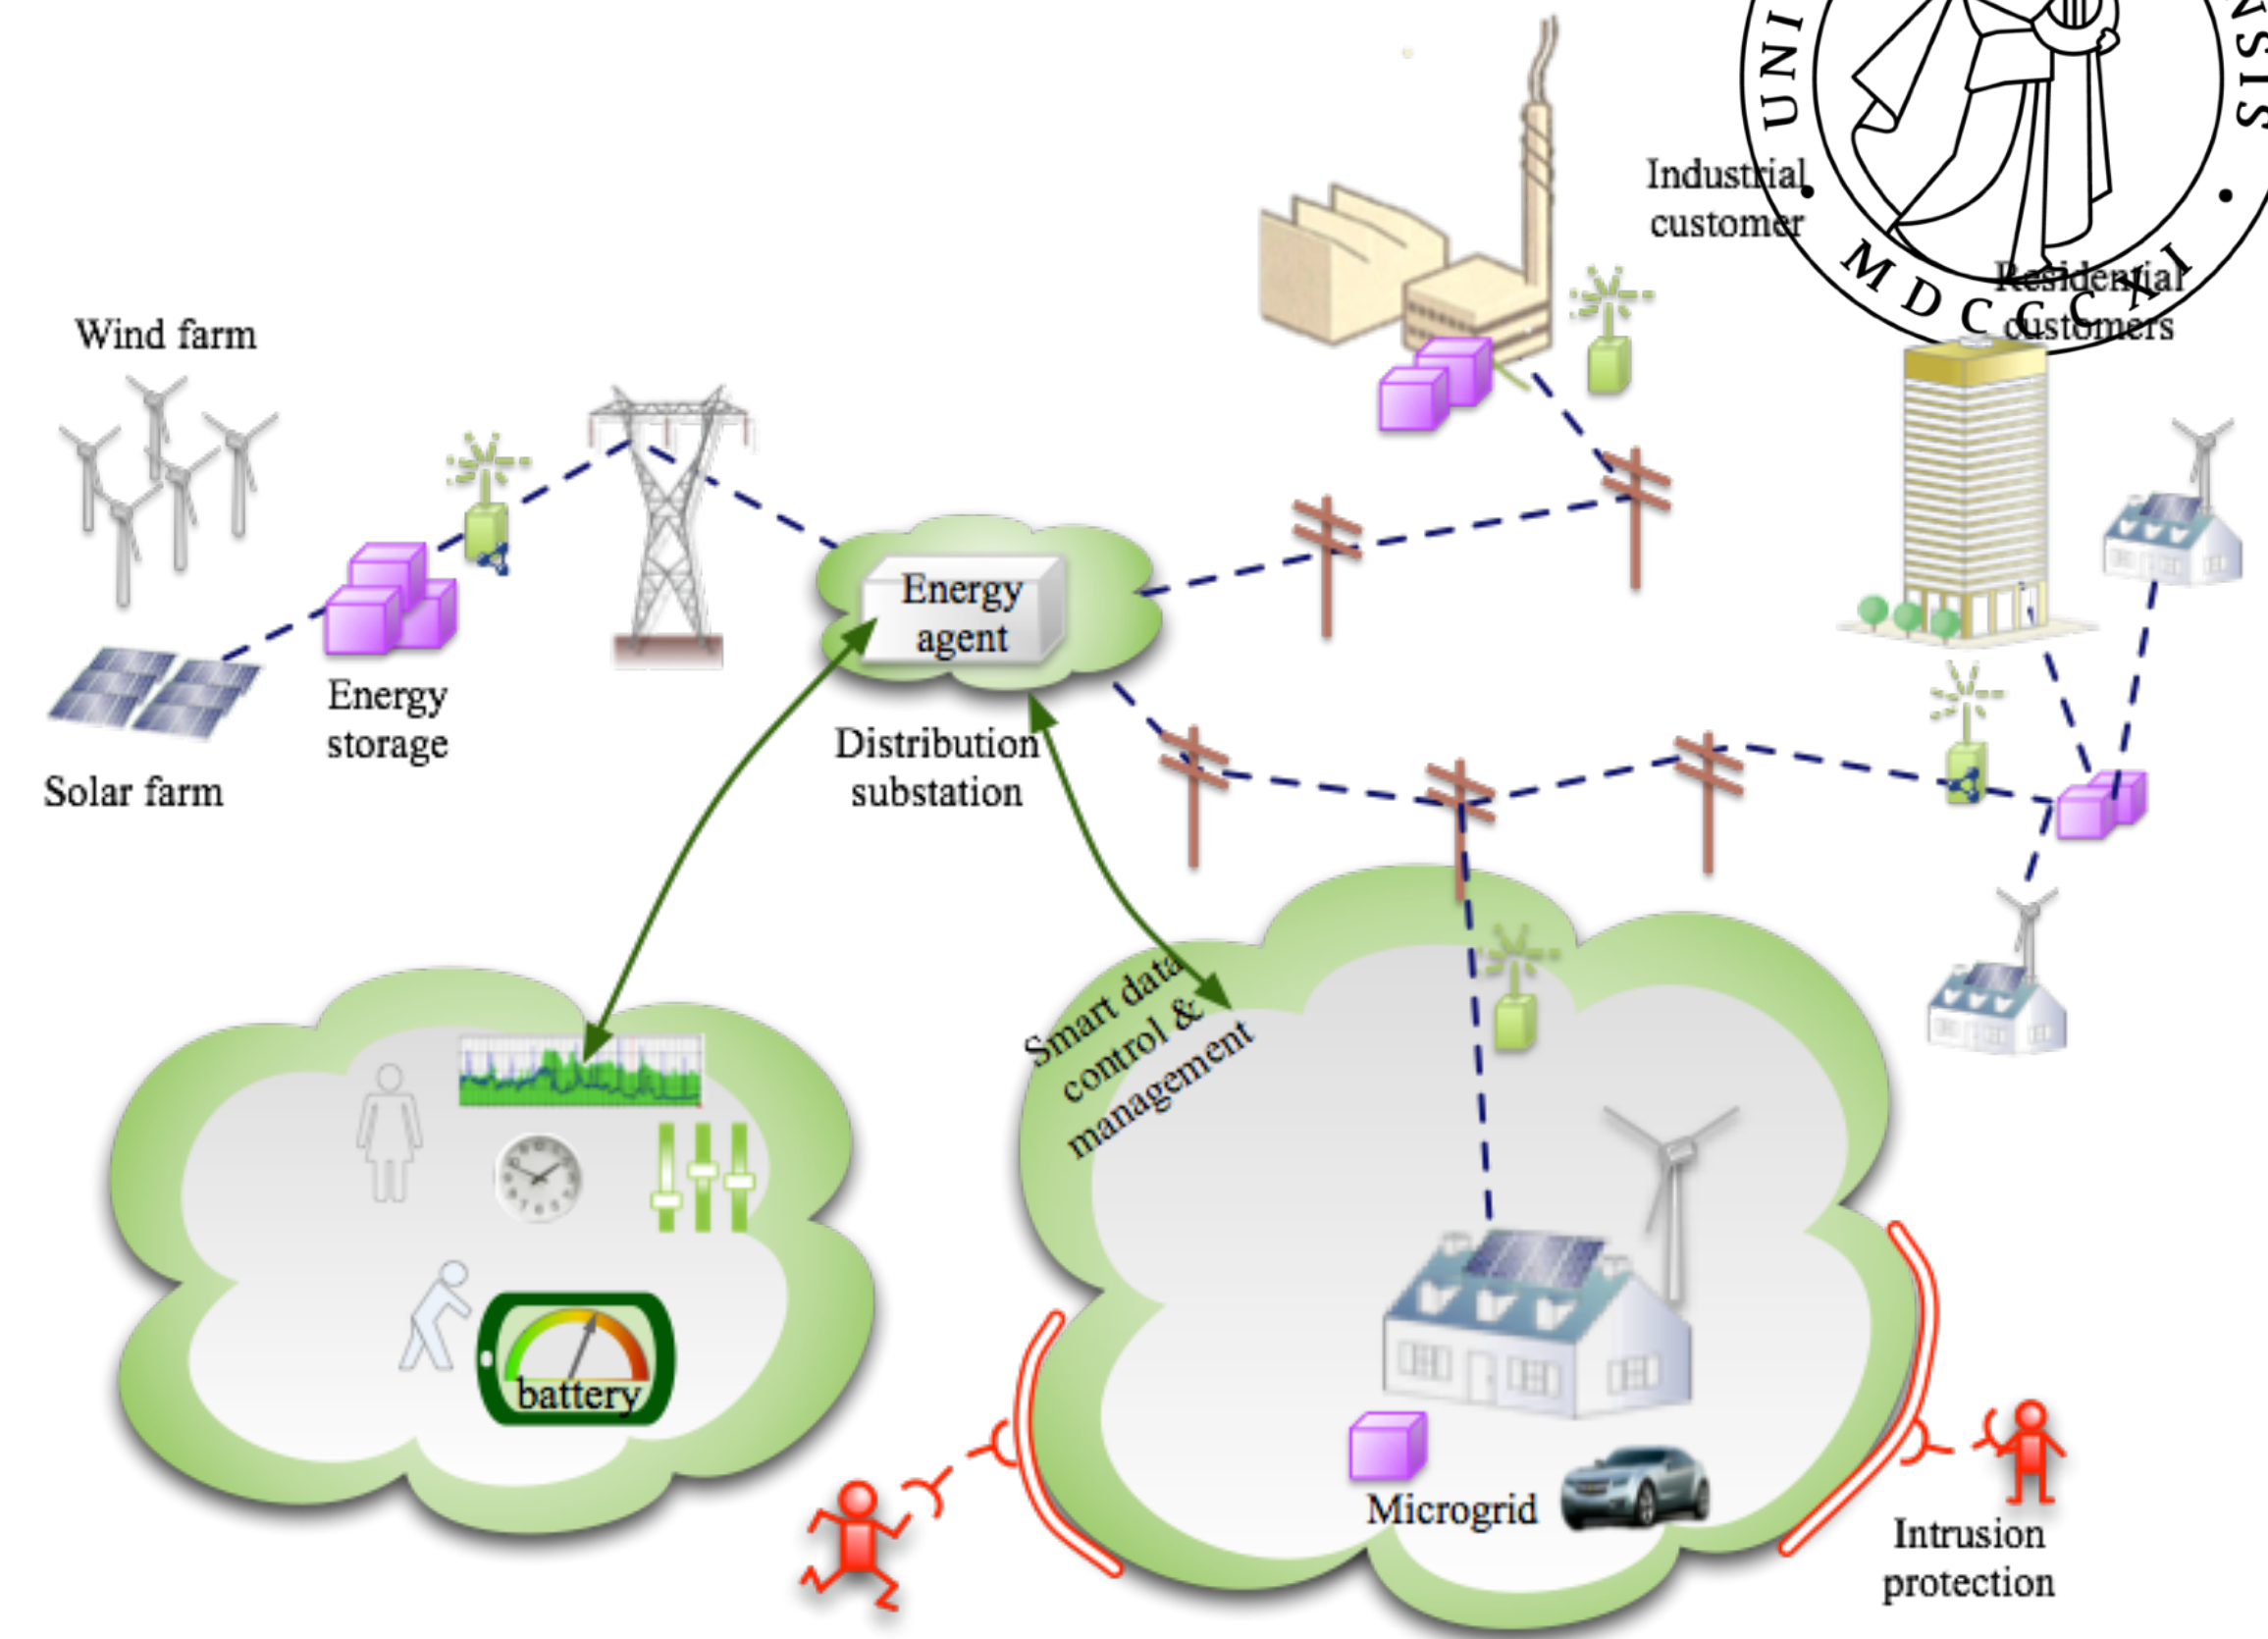 UNI
NSIS
MDCCCXI
Industrial
customer
Residential
customers
Wind farm
Energy
agent
Energy
storage
Distribution
substation
Solar farm
Smart data
control &
management
battery
Microgrid
Intrusion
protection